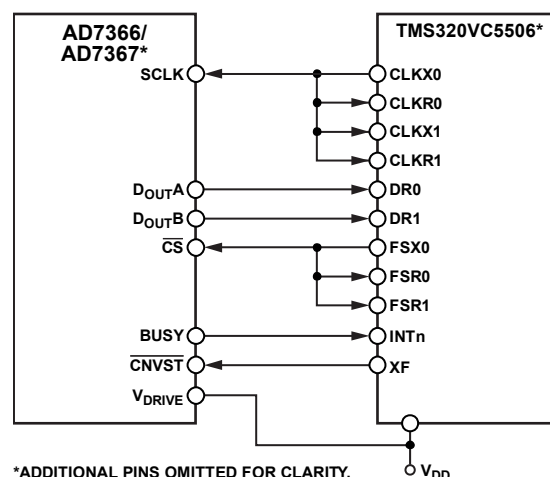 AD7366/
AD7367*
TMS320VC5506*
SCLK
CLKX0
CLKR0
CLKX1
CLKR1
DOUTA
DR0
DOUTB
DR1
CS
FSX0
FSR0
FSR1
BUSY
INTn
CNVST
XF
VDRIVE
*ADDITIONAL PINS OMITTED FOR CLARITY.
VDD